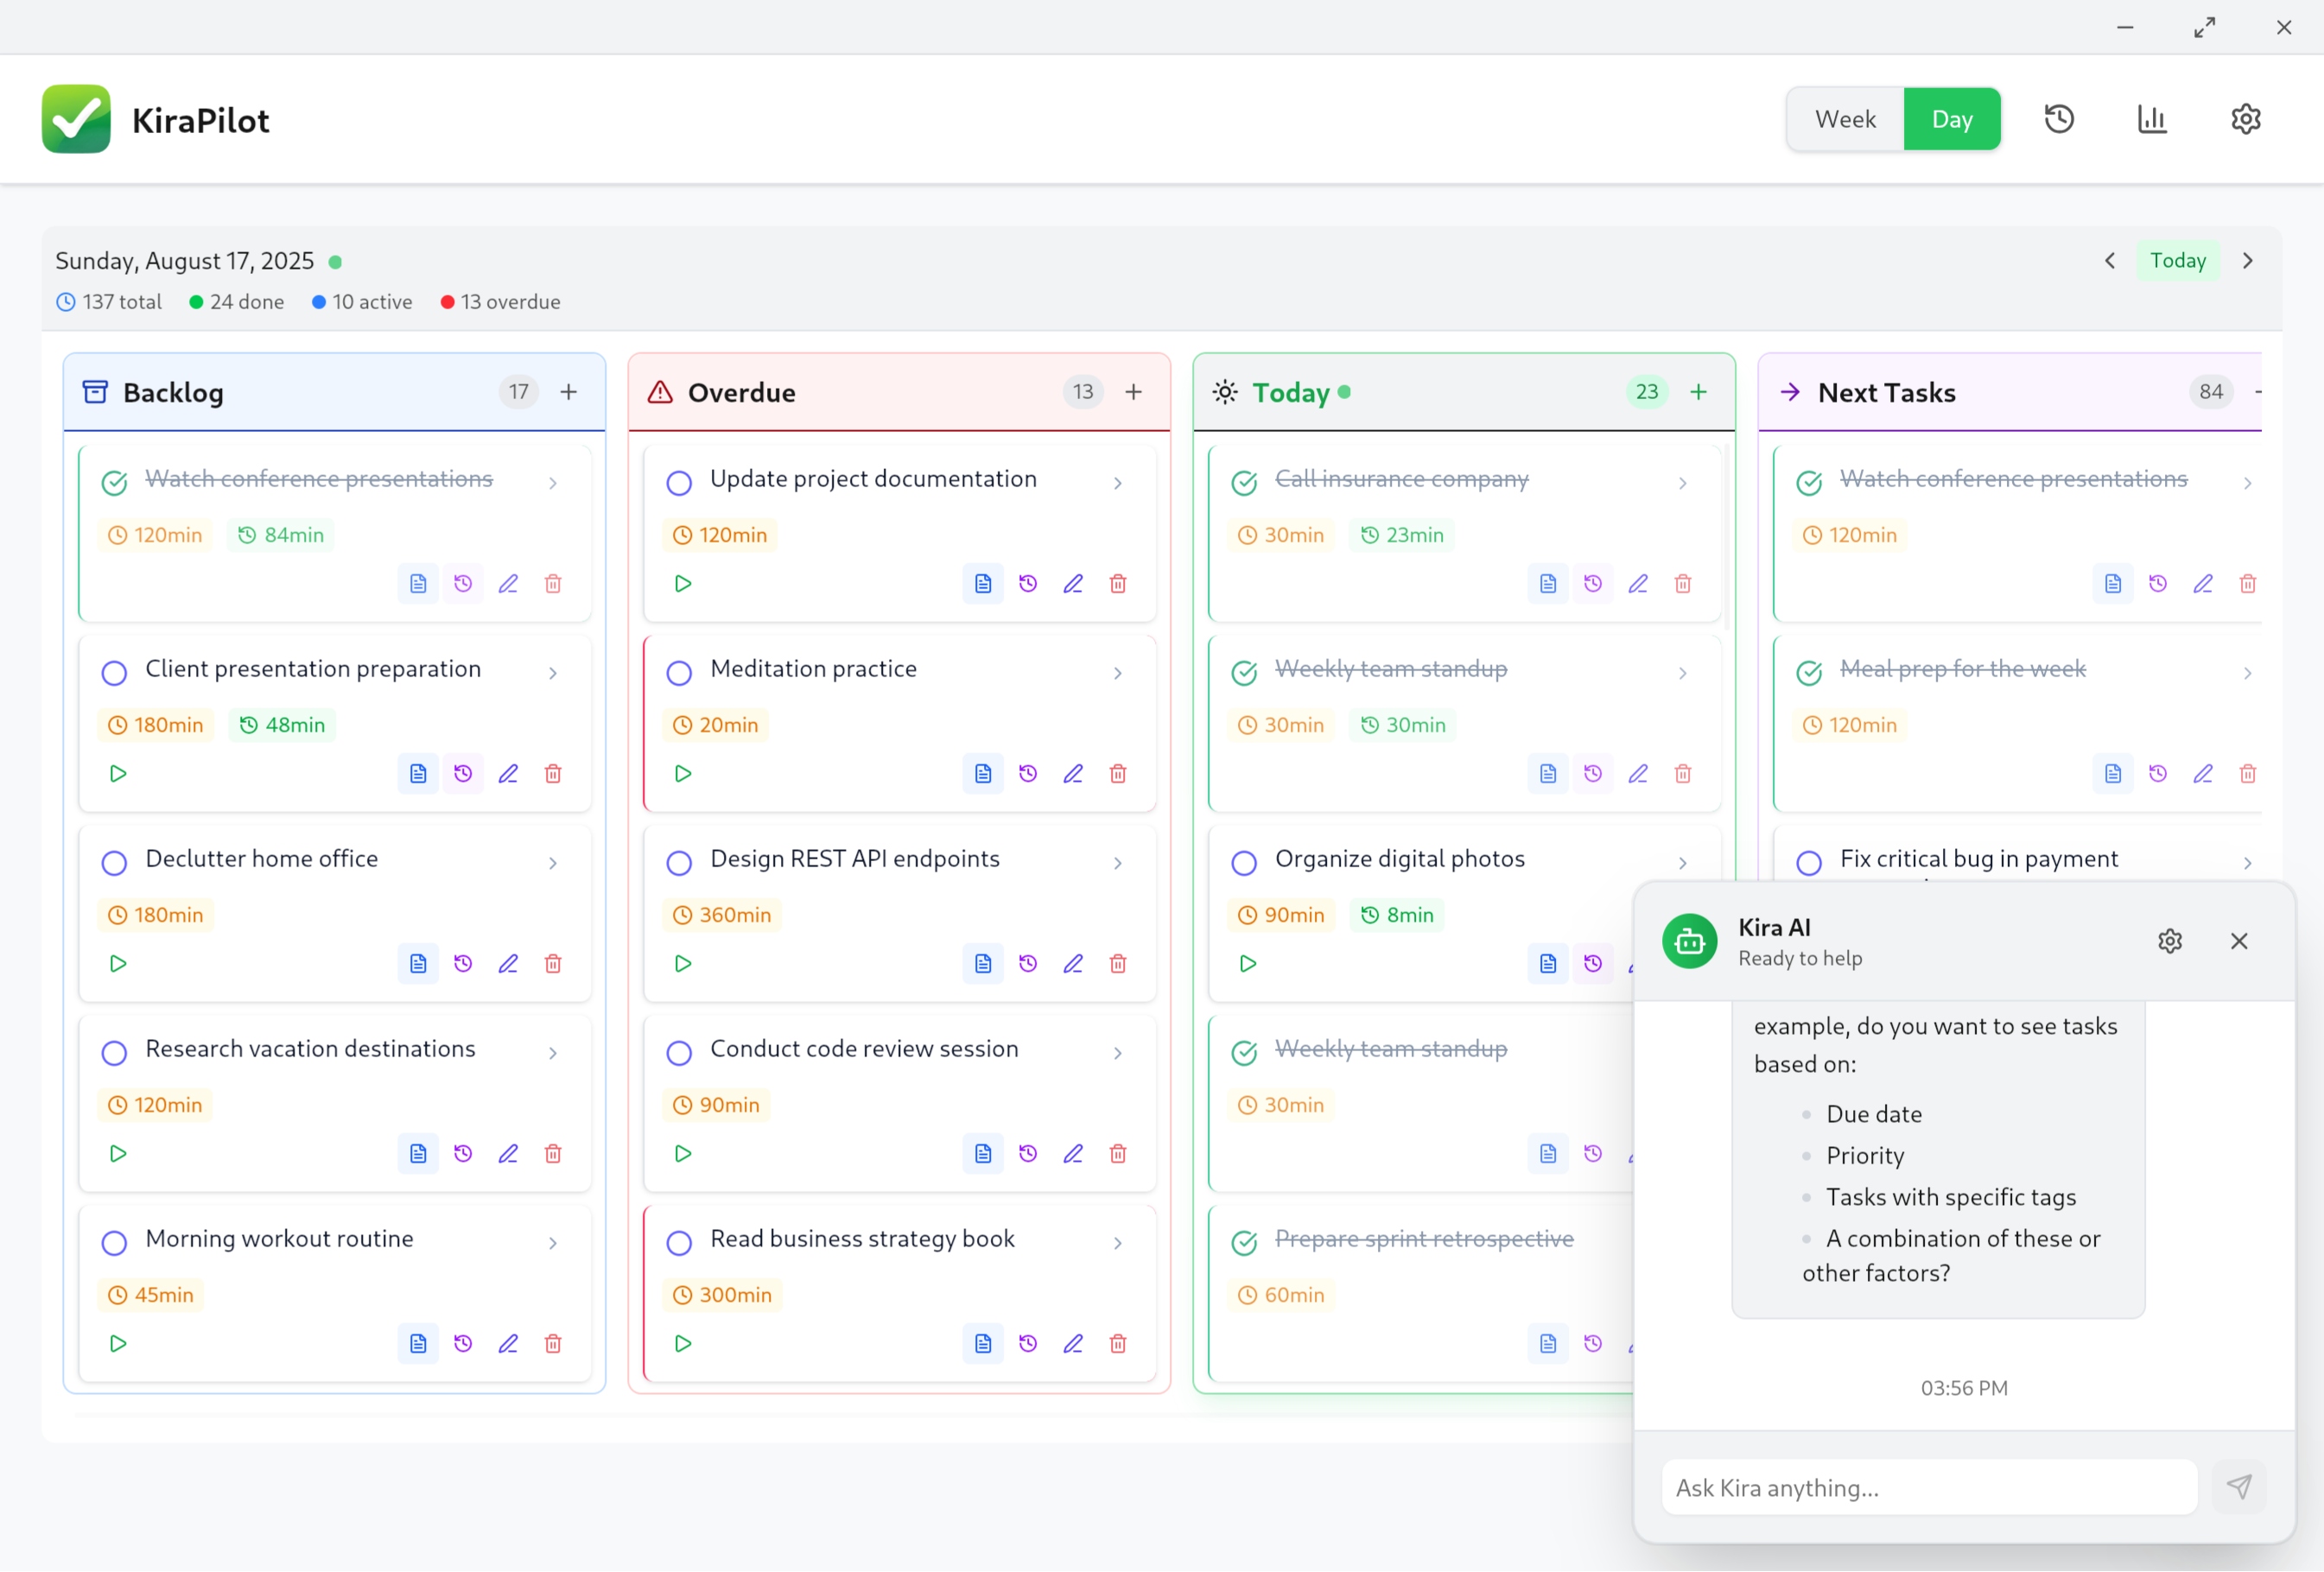 KiraPilot
Week
Day
Sunday, August 17, 2025
Today
137 total
24 done
10 active
13 overdue
Backlog
17
Watch conference presentations
120min
84min
Client presentation preparation
180min
48min
Declutter home office
180min
Research vacation destinations
120min
Morning workout routine
45min
Overdue
13
Update project documentation
120min
Meditation practice
20min
Design REST API endpoints
360min
Conduct code review session
90min
Read business strategy book
300min
Today
23
Call insurance company
30min
23min
Weekly team standup
30min
30min
Organize digital photos
90min
8min
Weekly team standup
30min
Prepare sprint retrospective
60min
Next Tasks
84
Watch conference presentations
120min
Meal prep for the week
120min
Fix critical bug in payment
Kira AI
Ready to help
example, do you want to see tasks
based on:
Due date
Priority
Tasks with specific tags
A combination of these or
other factors?
03:56 PM
Ask Kira anything...